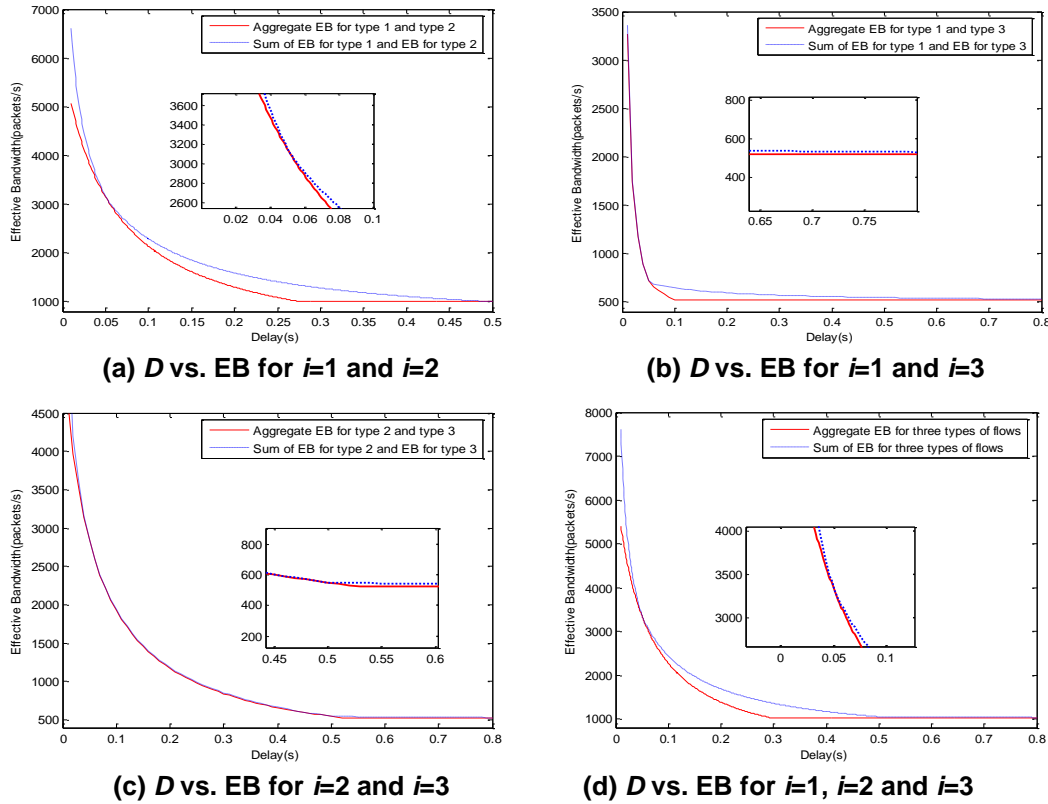 7000
6000
5000
4000
3000
2000
1000
Effective Bandwidth(packets/s)
Aggregate EB for type 1 and type 2
Sum of EB for type 1 and EB for type 2
3600
3400
3200
3000
2800
2600
0.02 0.04 0.06 0.08 0.1
0 0.05 0.1 0.15 0.2 0.25 0.3 0.35 0.4 0.45 0.5
Delay(s)
(a) D vs. EB for i=1 and i=2
3500
3000
2500
2000
1500
1000
500
Effective Bandwidth(packets/s)
Aggregate EB for type 1 and type 3
Sum of EB for type 1 and EB for type 3
800
600
400
0.65 0.7 0.75
0 0.1 0.2 0.3 0.4 0.5 0.6 0.7 0.8
Delay(s)
(b) D vs. EB for i=1 and i=3
4500
4000
3500
3000
2500
2000
1500
1000
500
Effective Bandwidth(packets/s)
Aggregate EB for type 2 and type 3
Sum of EB for type 2 and EB for type 3
800
600
400
200
0.45 0.5 0.55 0.6
0 0.1 0.2 0.3 0.4 0.5 0.6 0.7 0.8
Delay(s)
(c) D vs. EB for i=2 and i=3
8000
7000
6000
5000
4000
3000
2000
1000
Effective Bandwidth(packets/s)
Aggregate EB for three types of flows
Sum of EB for three types of flows
4000
3500
3000
0 0.05 0.1
0 0.1 0.2 0.3 0.4 0.5 0.6 0.7 0.8
Delay(s)
(d) D vs. EB for i=1, i=2 and i=3